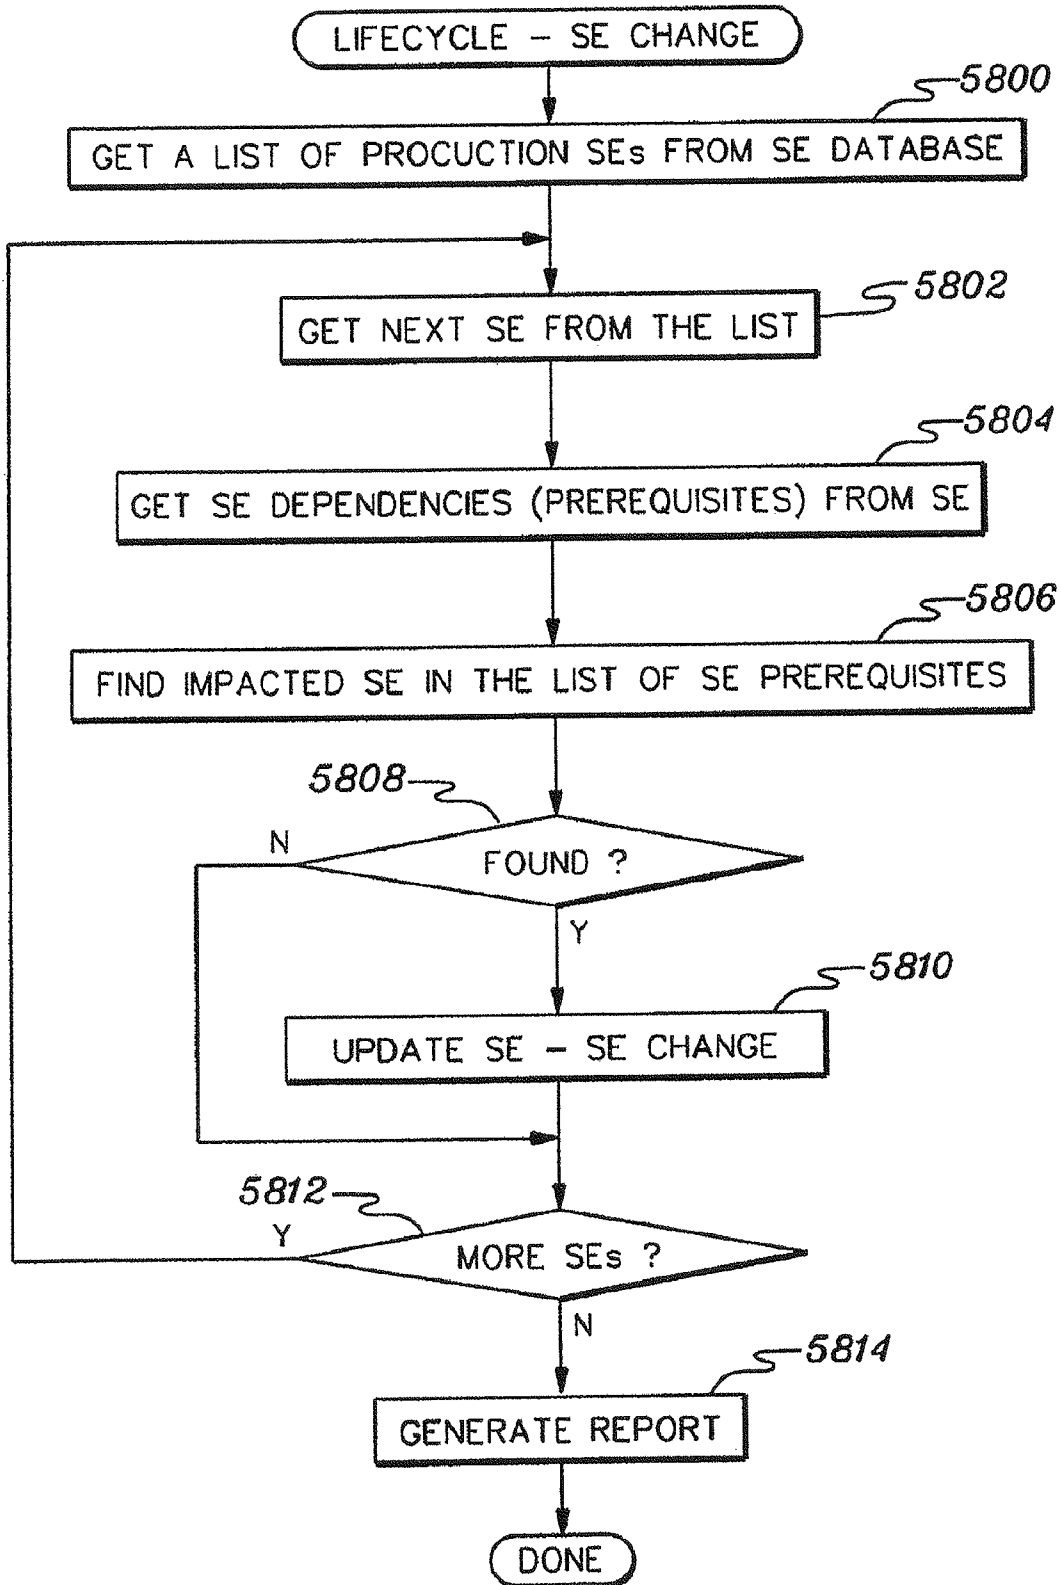 LIFECYCLE - SE CHANGE
5800
GET A LIST OF PROCUCTION SEs FROM SE DATABASE
5802
GET NEXT SE FROM THE LIST
5804
GET SE DEPENDENCIES (PREREQUISITES) FROM SE
5806
FIND IMPACTED SE IN THE LIST OF SE PREREQUISITES
5808
N
FOUND ?
Y
5810
UPDATE SE - SE CHANGE
5812
Y
MORE SEs ?
N
5814
GENERATE REPORT
DONE